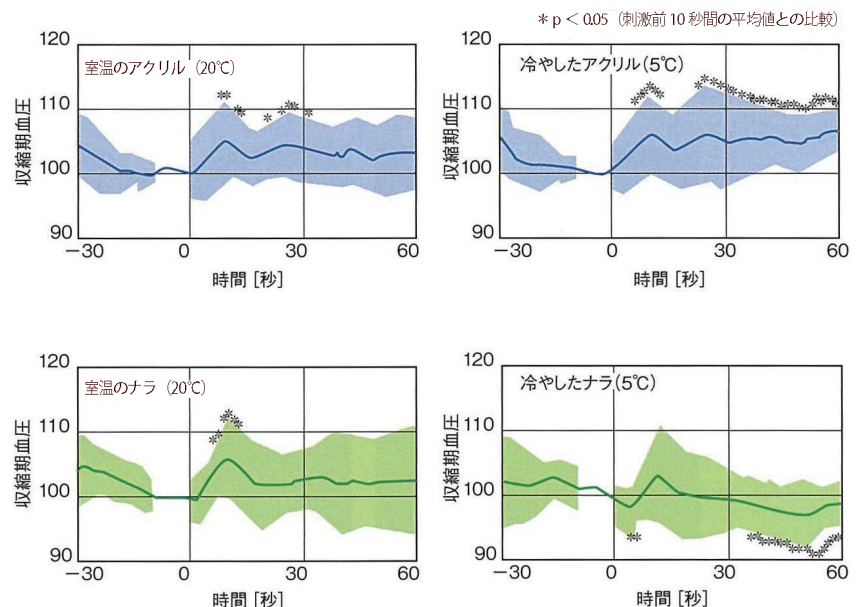 ＊p ＜ 0.05（刺激前 10 秒間の平均値との比較）
120
室温のアクリル（20℃）
110
収縮期血圧
100
90
−30
0
30
60
時間 [秒]
120
冷やしたアクリル(5℃)
110
収縮期血圧
100
90
−30
0
30
60
時間 [秒]
120
室温のナラ（20℃）
110
収縮期血圧
100
90
−30
0
30
60
時間 [秒]
120
冷やしたナラ(5℃)
110
収縮期血圧
100
90
−30
0
30
60
時間 [秒]